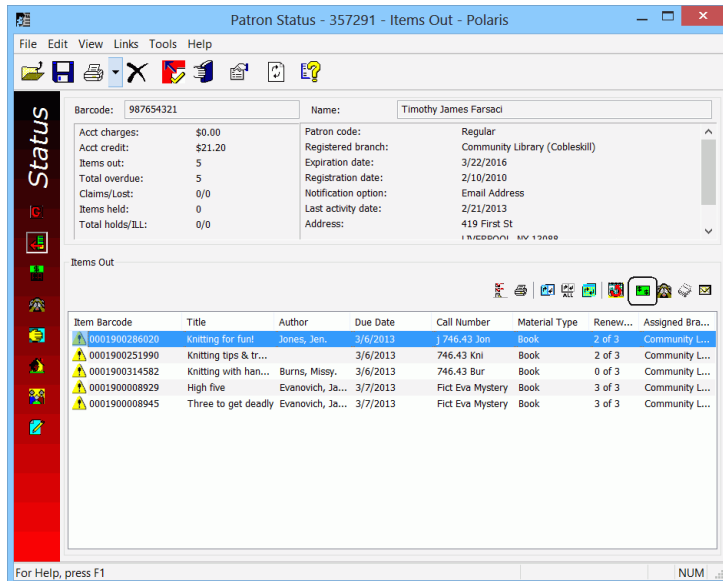 Patron Status - 357291 - Items Out - Polaris
File Edit View Links Tools Help
Status
Barcode: 987654321 Name: Timothy James Farsaci
Acct charges: $0.00 Patron code: Regular
Acct credit: $21.20 Registered branch: Community Library (Cobleskill)
Items out: 5 Expiration date: 3/22/2016
Total overdue: 5 Registration date: 2/10/2010
Claims/Lost: 0/0 Notification option: Email Address
Items held: 0 Last activity date: 2/21/2013
Total holds/ILL: 0/0 Address: 419 First St
LIVERPOOL NY 13088
Items Out
ALL
Item Barcode Title Author Due Date Call Number Material Type Renew... Assigned Bra...
0001900286020 Knitting for fun! Jones, Jen. 3/6/2013 j 746.43 Jon Book 2 of 3 Community L...
0001900251990 Knitting tips & tr... 3/6/2013 746.43 Kni Book 2 of 3 Community L...
0001900314582 Knitting with han... Burns, Missy. 3/6/2013 746.43 Bur Book 0 of 3 Community L...
0001900008929 High five Evanovich, Ja... 3/7/2013 Fict Eva Mystery Book 3 of 3 Community L...
0001900008945 Three to get deadly Evanovich, Ja... 3/7/2013 Fict Eva Mystery Book 3 of 3 Community L...
For Help, press F1 NUM